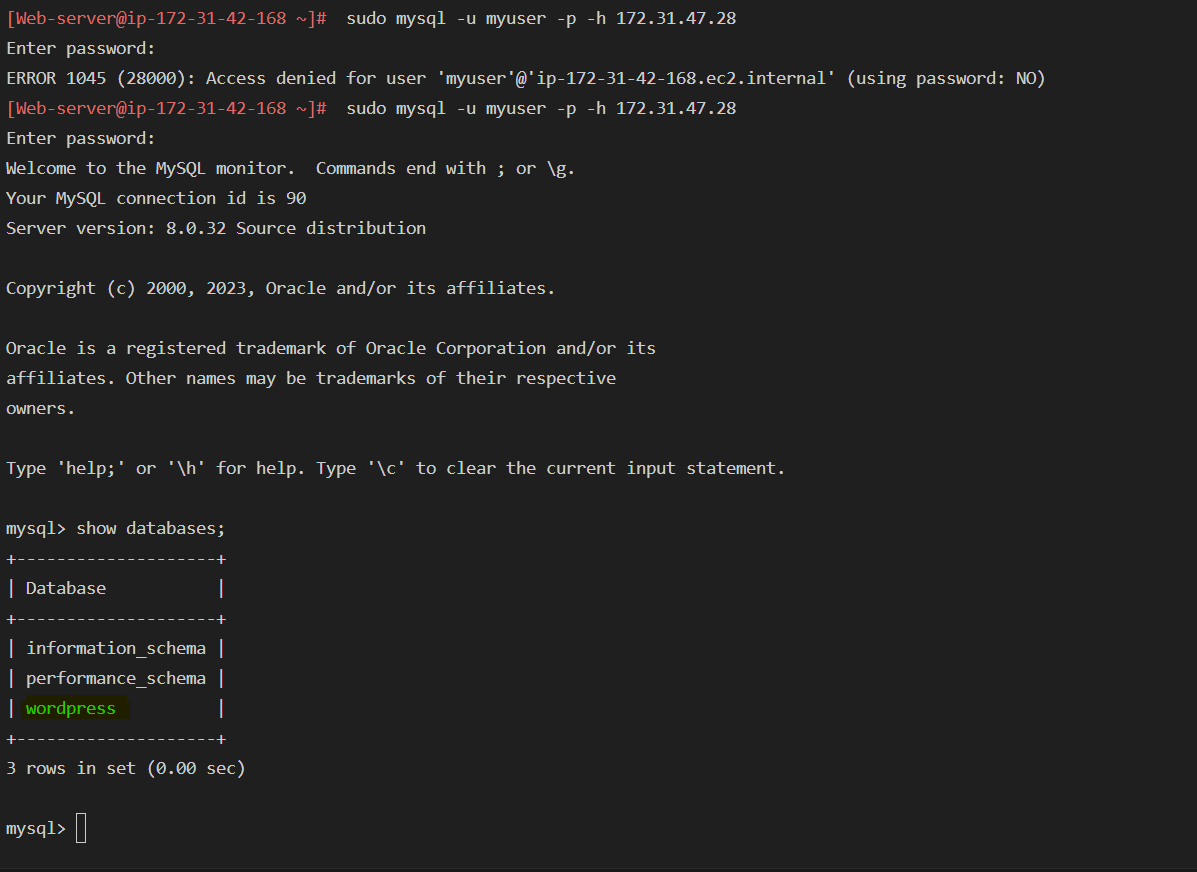 [Web-server@ip-172-31-42-168 ~]#  sudo mysql -u myuser -p -h 172.31.47.28
Enter password:
ERROR 1045 (28000): Access denied for user 'myuser'@'ip-172-31-42-168.ec2.internal' (using password: NO)
[Web-server@ip-172-31-42-168 ~]#  sudo mysql -u myuser -p -h 172.31.47.28
Enter password:
Welcome to the MySQL monitor.  Commands end with ; or \g.
Your MySQL connection id is 90
Server version: 8.0.32 Source distribution
Copyright (c) 2000, 2023, Oracle and/or its affiliates.
Oracle is a registered trademark of Oracle Corporation and/or its
affiliates. Other names may be trademarks of their respective
owners.
Type 'help;' or '\h' for help. Type '\c' to clear the current input statement.
mysql> show databases;
+--------------------+
| Database           |
+--------------------+
| information_schema |
| performance_schema |
| wordpress          |
+--------------------+
3 rows in set (0.00 sec)
mysql>